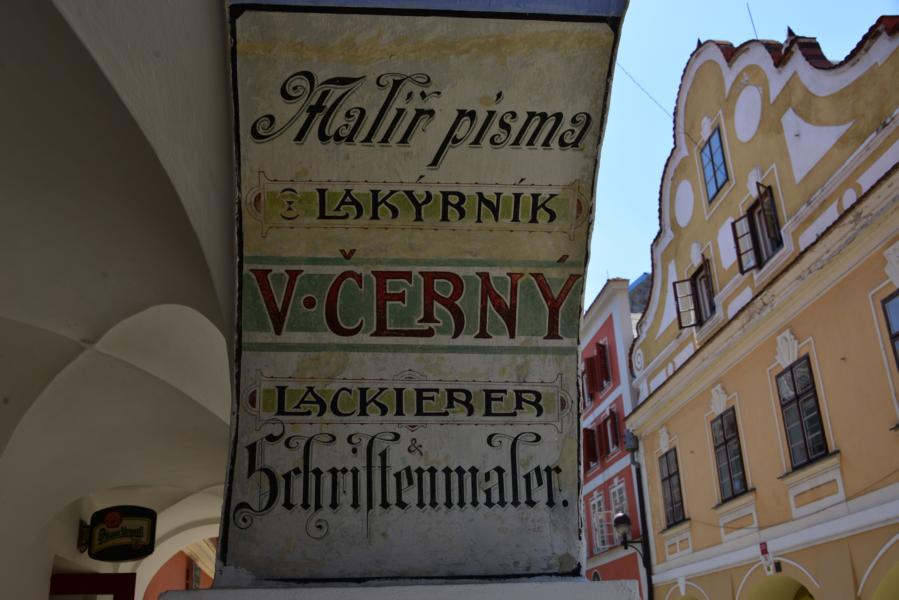 Malíř písma
LAKÝRNÍK
V·ČERNÝ
LACKIERER
&
Schriftenmaler.